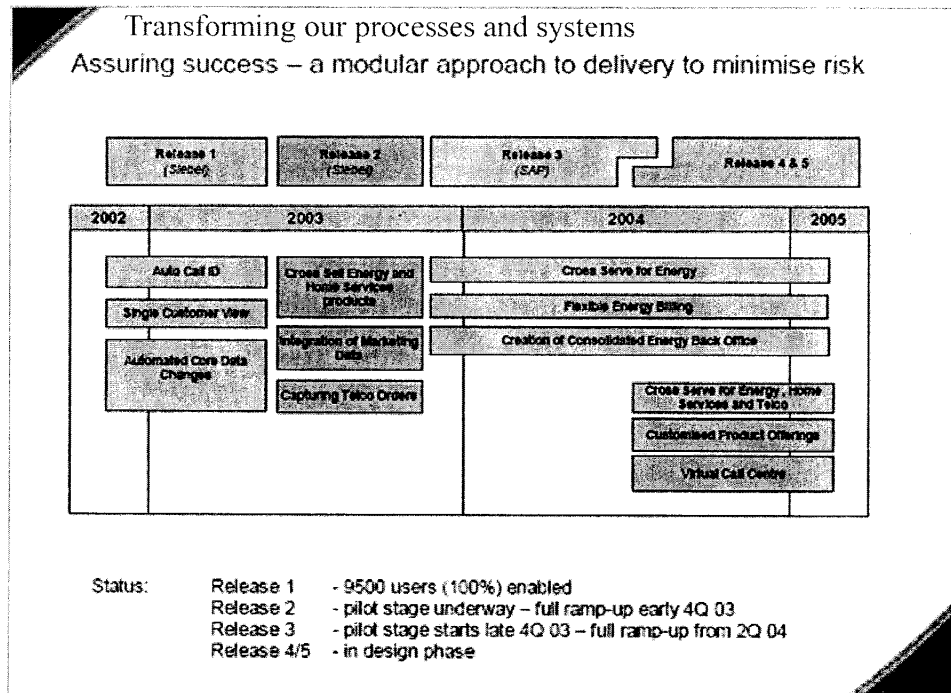 Transforming our processes and systems
Assuring success – a modular approach to delivery to minimise risk
Release 1
(Siebel)
Release 2
(Siebel)
Release 3
(SAP)
Release 4 & 5
2002
2003
2004
2005
Auto Call ID
Single Customer View
Automated Core Data
Changes
Cross Sell Energy and
Home Services
products
Integration of Marketing
Data
Capturing Telco Orders
Cross Serve for Energy
Flexible Energy Billing
Creation of Consolidated Energy Back Office
Cross Serve for Energy , Home
Services and Telco
Customised Product Offerings
Virtual Call Centre
Status:
Release 1 - 9500 users (100%) enabled
Release 2 - pilot stage underway – full ramp-up early 4Q 03
Release 3 - pilot stage starts late 4Q 03 – full ramp-up from 2Q 04
Release 4/5 - in design phase